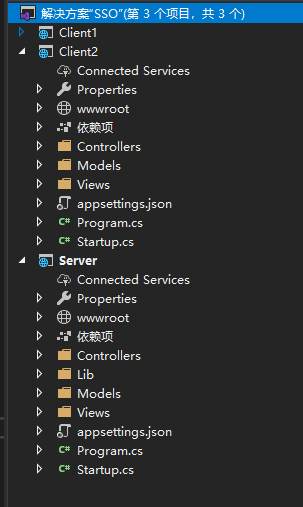 解决方案"SSO"(第 3 个项目，共 3 个)
Client1
Client2
Connected Services
Properties
wwwroot
依赖项
Controllers
Models
Views
appsettings.json
C# Program.cs
C# Startup.cs
Server
Connected Services
Properties
wwwroot
依赖项
Controllers
Lib
Models
Views
appsettings.json
C# Program.cs
C# Startup.cs